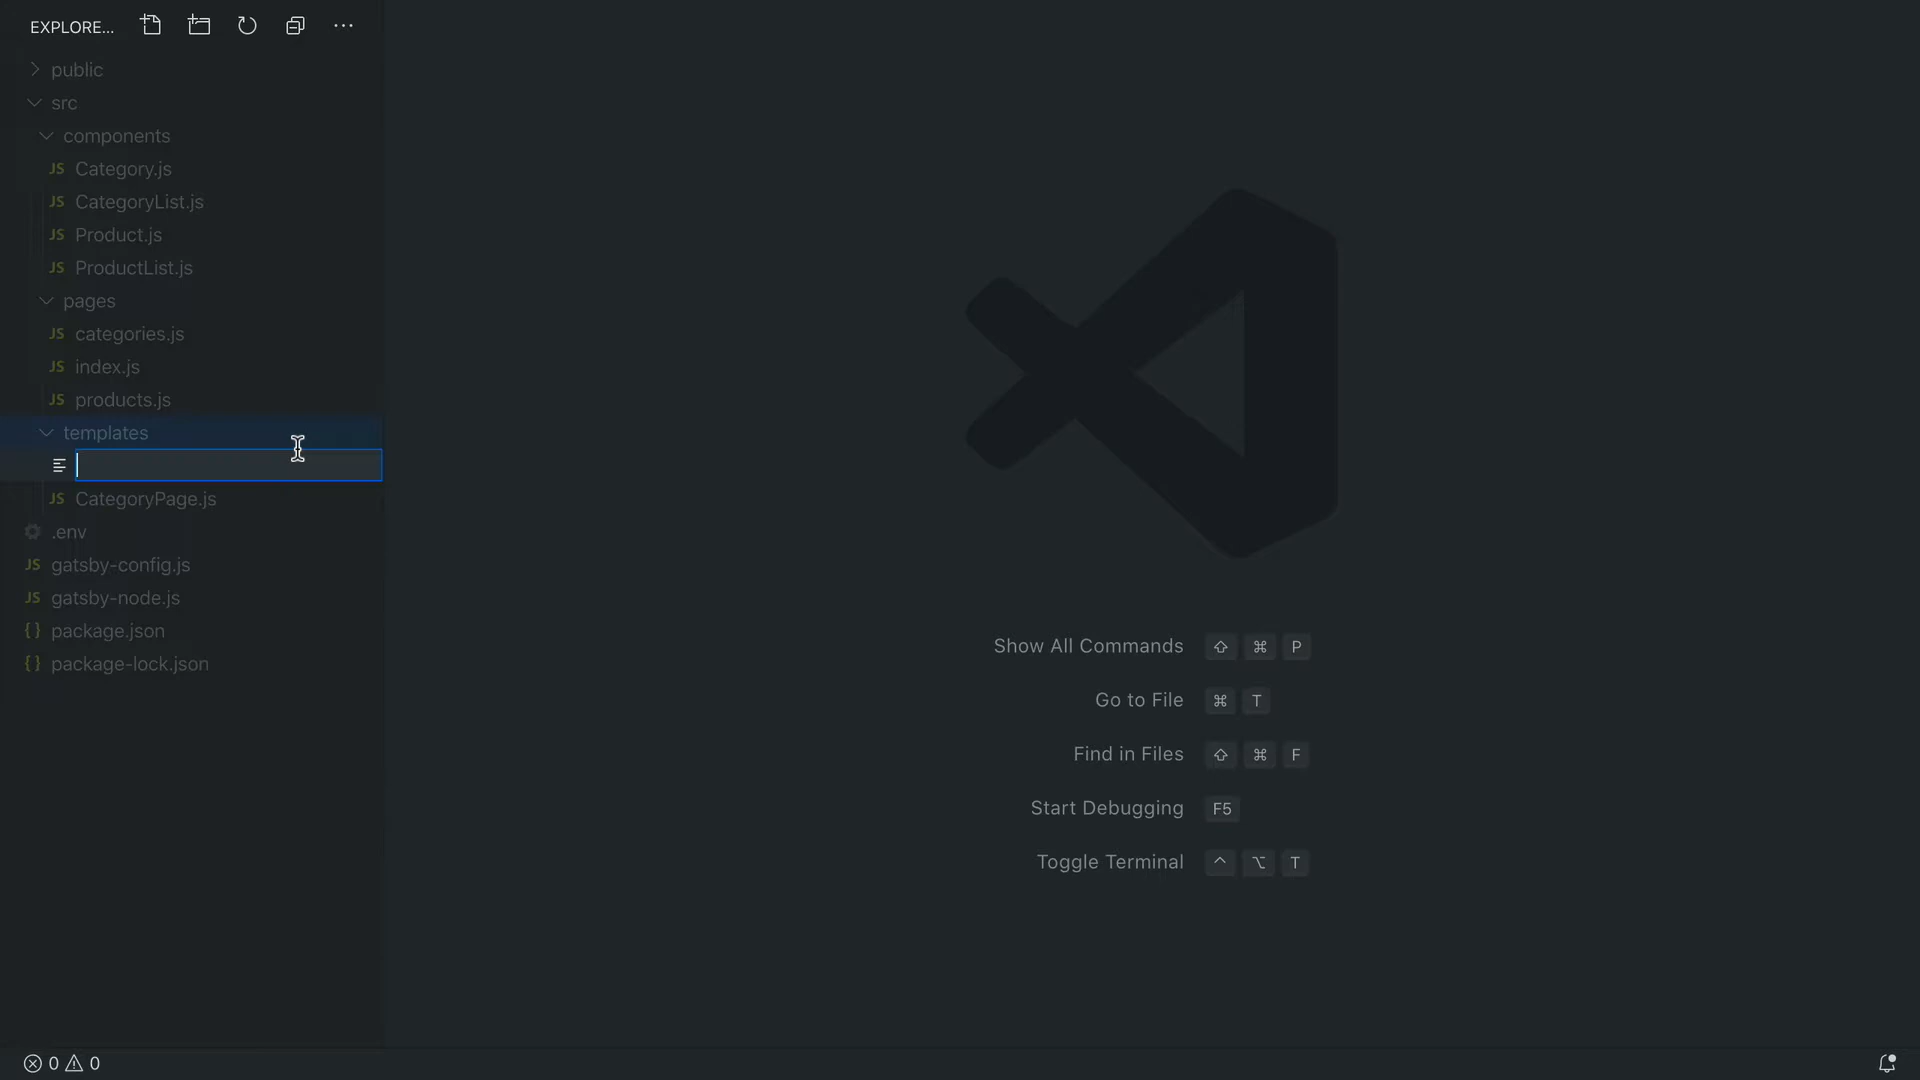 EXPLORE...
public
src
components
JS Category.js
JS CategoryList.js
JS Product.js
JS ProductList.js
pages
JS categories.js
JS index.js
JS products.js
templates
JS CategoryPage.js
.env
JS gatsby-config.js
JS gatsby-node.js
{} package.json
{} package-lock.json
Show All Commands ⇧ ⌘ P
Go to File ⌘ T
Find in Files ⇧ ⌘ F
Start Debugging F5
Toggle Terminal ^ ⌥ T
0 0